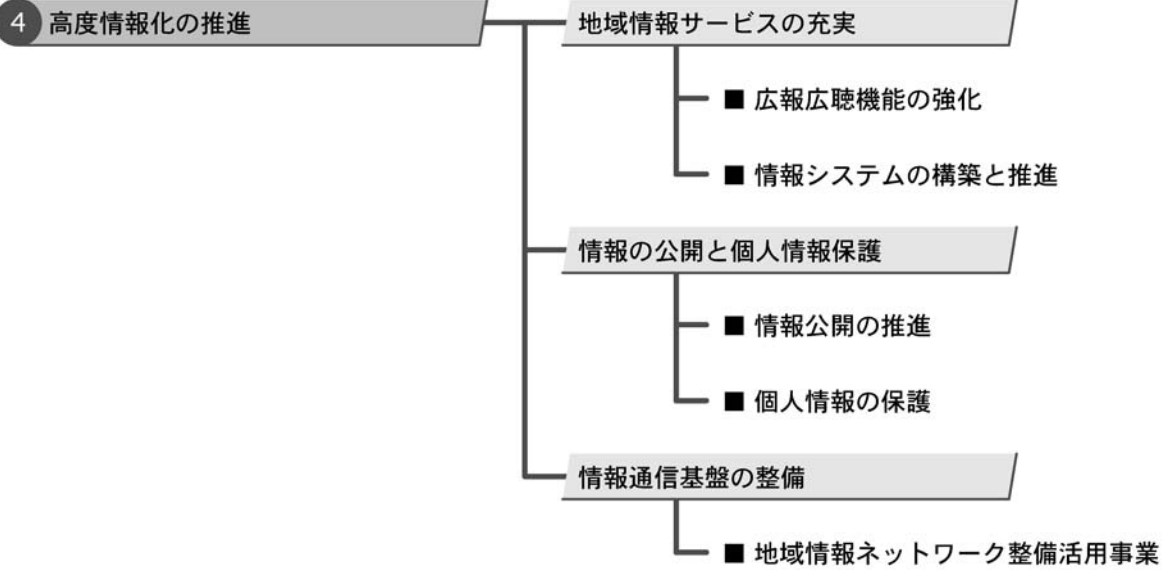 4 高度情報化の推進
地域情報サービスの充実
■ 広報広聴機能の強化
■ 情報システムの構築と推進
情報の公開と個人情報保護
■ 情報公開の推進
■ 個人情報の保護
情報通信基盤の整備
■ 地域情報ネットワーク整備活用事業